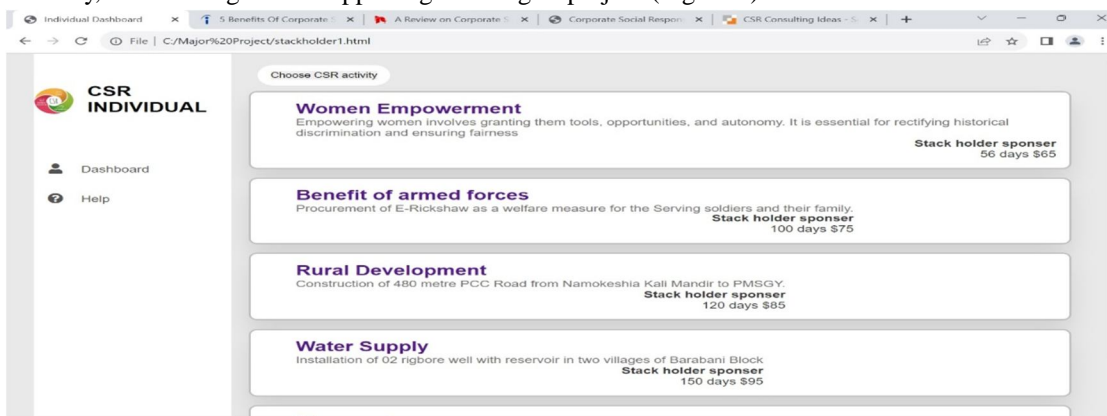 Individual Dashboard
5 Benefits Of Corporate
A Review on Corporate S
Corporate Social Respon
CSR Consulting Ideas - S
File | C:/Major%20Project/stackholder1.html
CSR
INDIVIDUAL
Dashboard
Help
Choose CSR activity
Women Empowerment
Empowering women involves granting them tools, opportunities, and autonomy. It is essential for rectifying historical
discrimination and ensuring fairness
Stack holder sponser
56 days $65
Benefit of armed forces
Procurement of E-Rickshaw as a welfare measure for the Serving soldiers and their family.
Stack holder sponser
100 days $75
Rural Development
Construction of 480 metre PCC Road from Namokeshia Kali Mandir to PMSGY.
Stack holder sponser
120 days $85
Water Supply
Installation of 02 rigbore well with reservoir in two villages of Barabani Block
Stack holder sponser
150 days $95